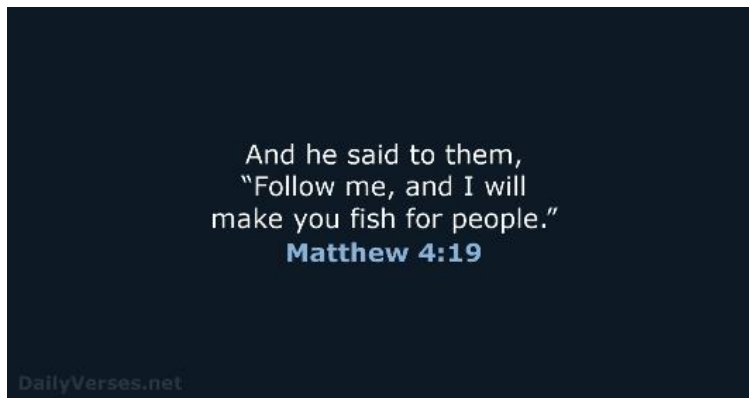 And he said to them,
“Follow me, and I will
make you fish for people.”
Matthew 4:19
DailyVerses.net